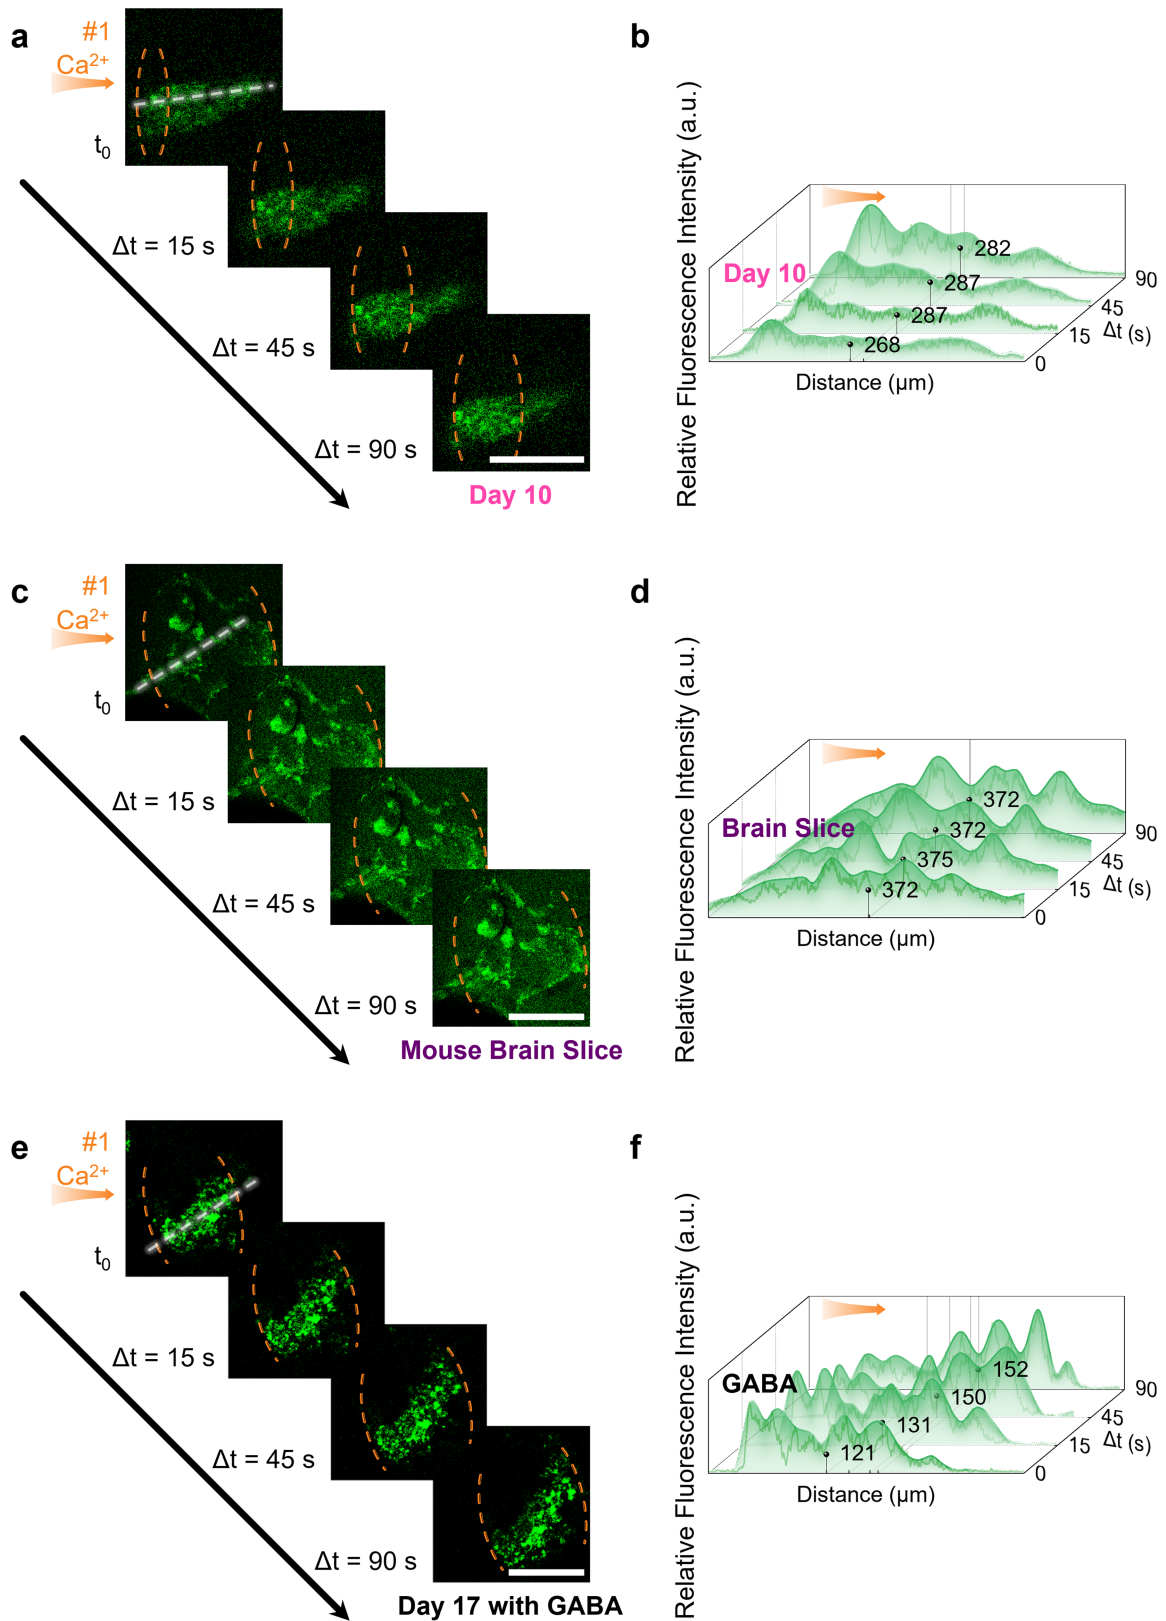 a
#1
Ca²⁺
t₀
Δt = 15 s
Δt = 45 s
Δt = 90 s
Day 10
b
Relative Fluorescence Intensity (a.u.)
Day 10
282
287
287
268
90
45
15
0
Δt (s)
Distance (μm)
c
#1
Ca²⁺
t₀
Δt = 15 s
Δt = 45 s
Δt = 90 s
Mouse Brain Slice
d
Relative Fluorescence Intensity (a.u.)
Brain Slice
372
372
375
372
90
45
15
0
Δt (s)
Distance (μm)
e
#1
Ca²⁺
t₀
Δt = 15 s
Δt = 45 s
Δt = 90 s
Day 17 with GABA
f
Relative Fluorescence Intensity (a.u.)
GABA
152
150
131
121
90
45
15
0
Δt (s)
Distance (μm)